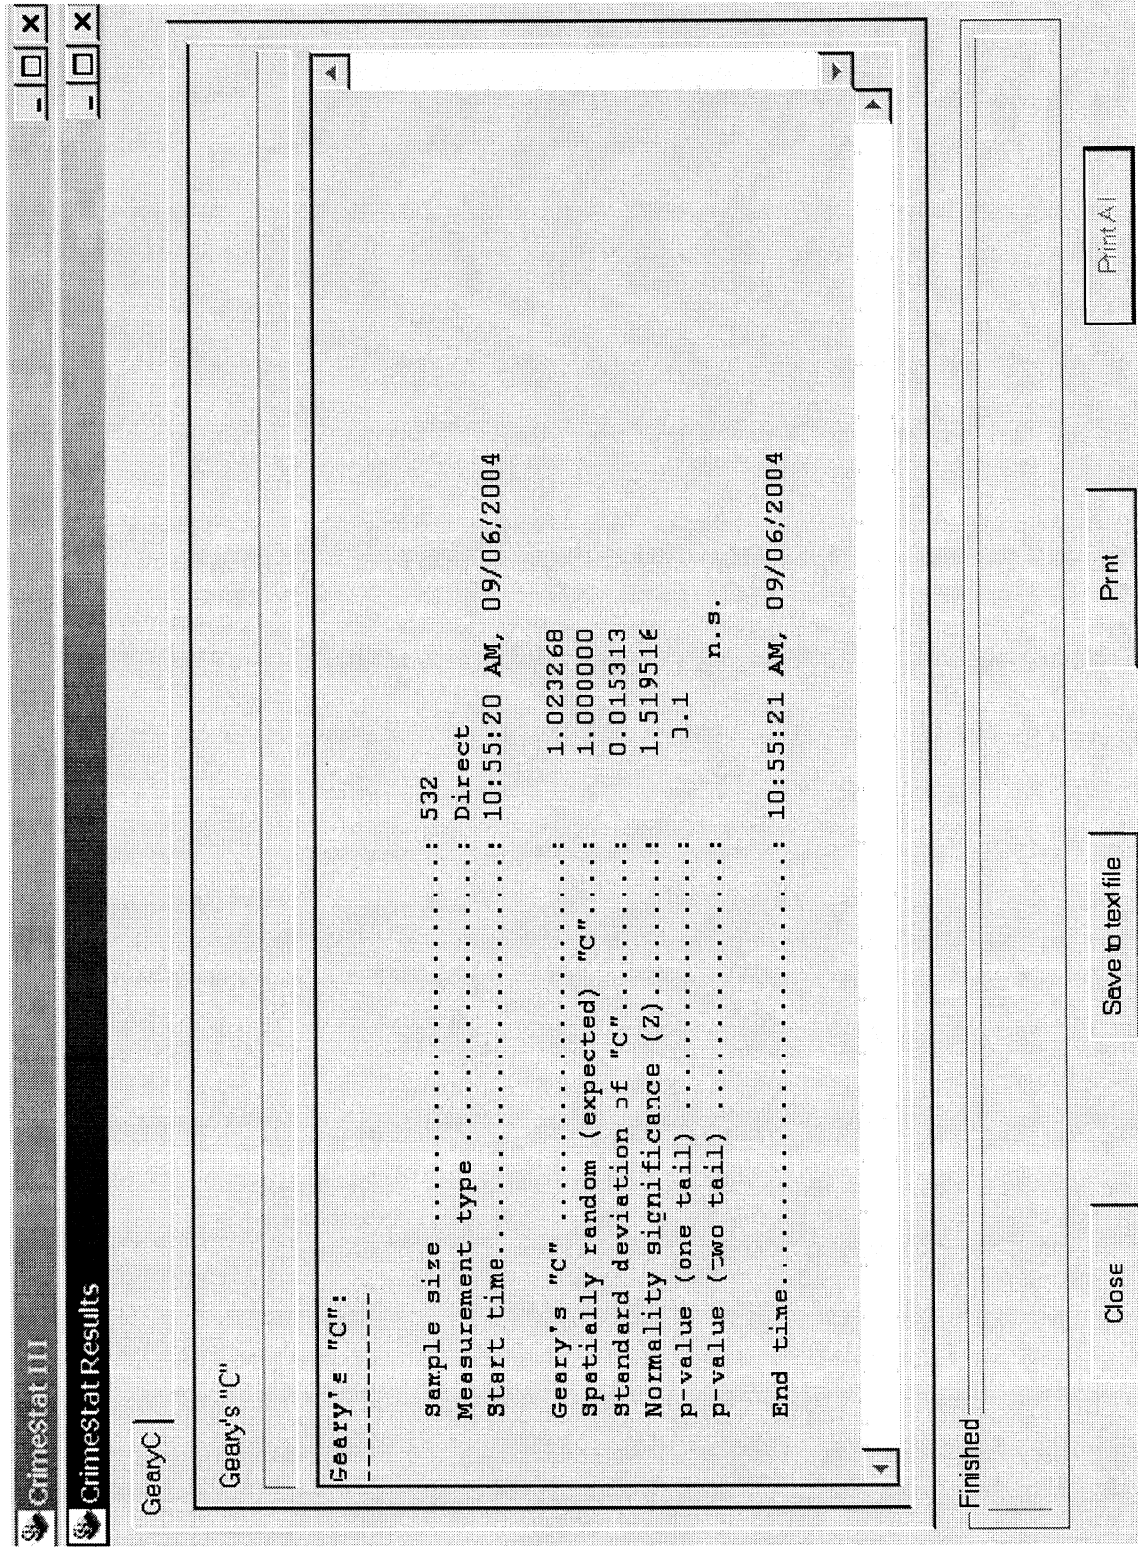 CrimeStat III
CrimeStat Results
GearyC
Geary's "C"
Geary's "C":
-----------
Sample size ...........................: 532
Measurement type ......................: Direct
Start time.............................: 10:55:20 AM, 09/06/2004
Geary's "C" ...........................: 1.023268
Spatially random (expected) "C".....: 1.000000
Standard deviation of "C"..........: 0.015313
Normality significance (Z)..........: 1.519516
p-value (one tail) .................: 0.1
p-value (two tail) .................: n.s.
End time...............................: 10:55:21 AM, 09/06/2004
Finished
Close
Save to text file
Print
Print All